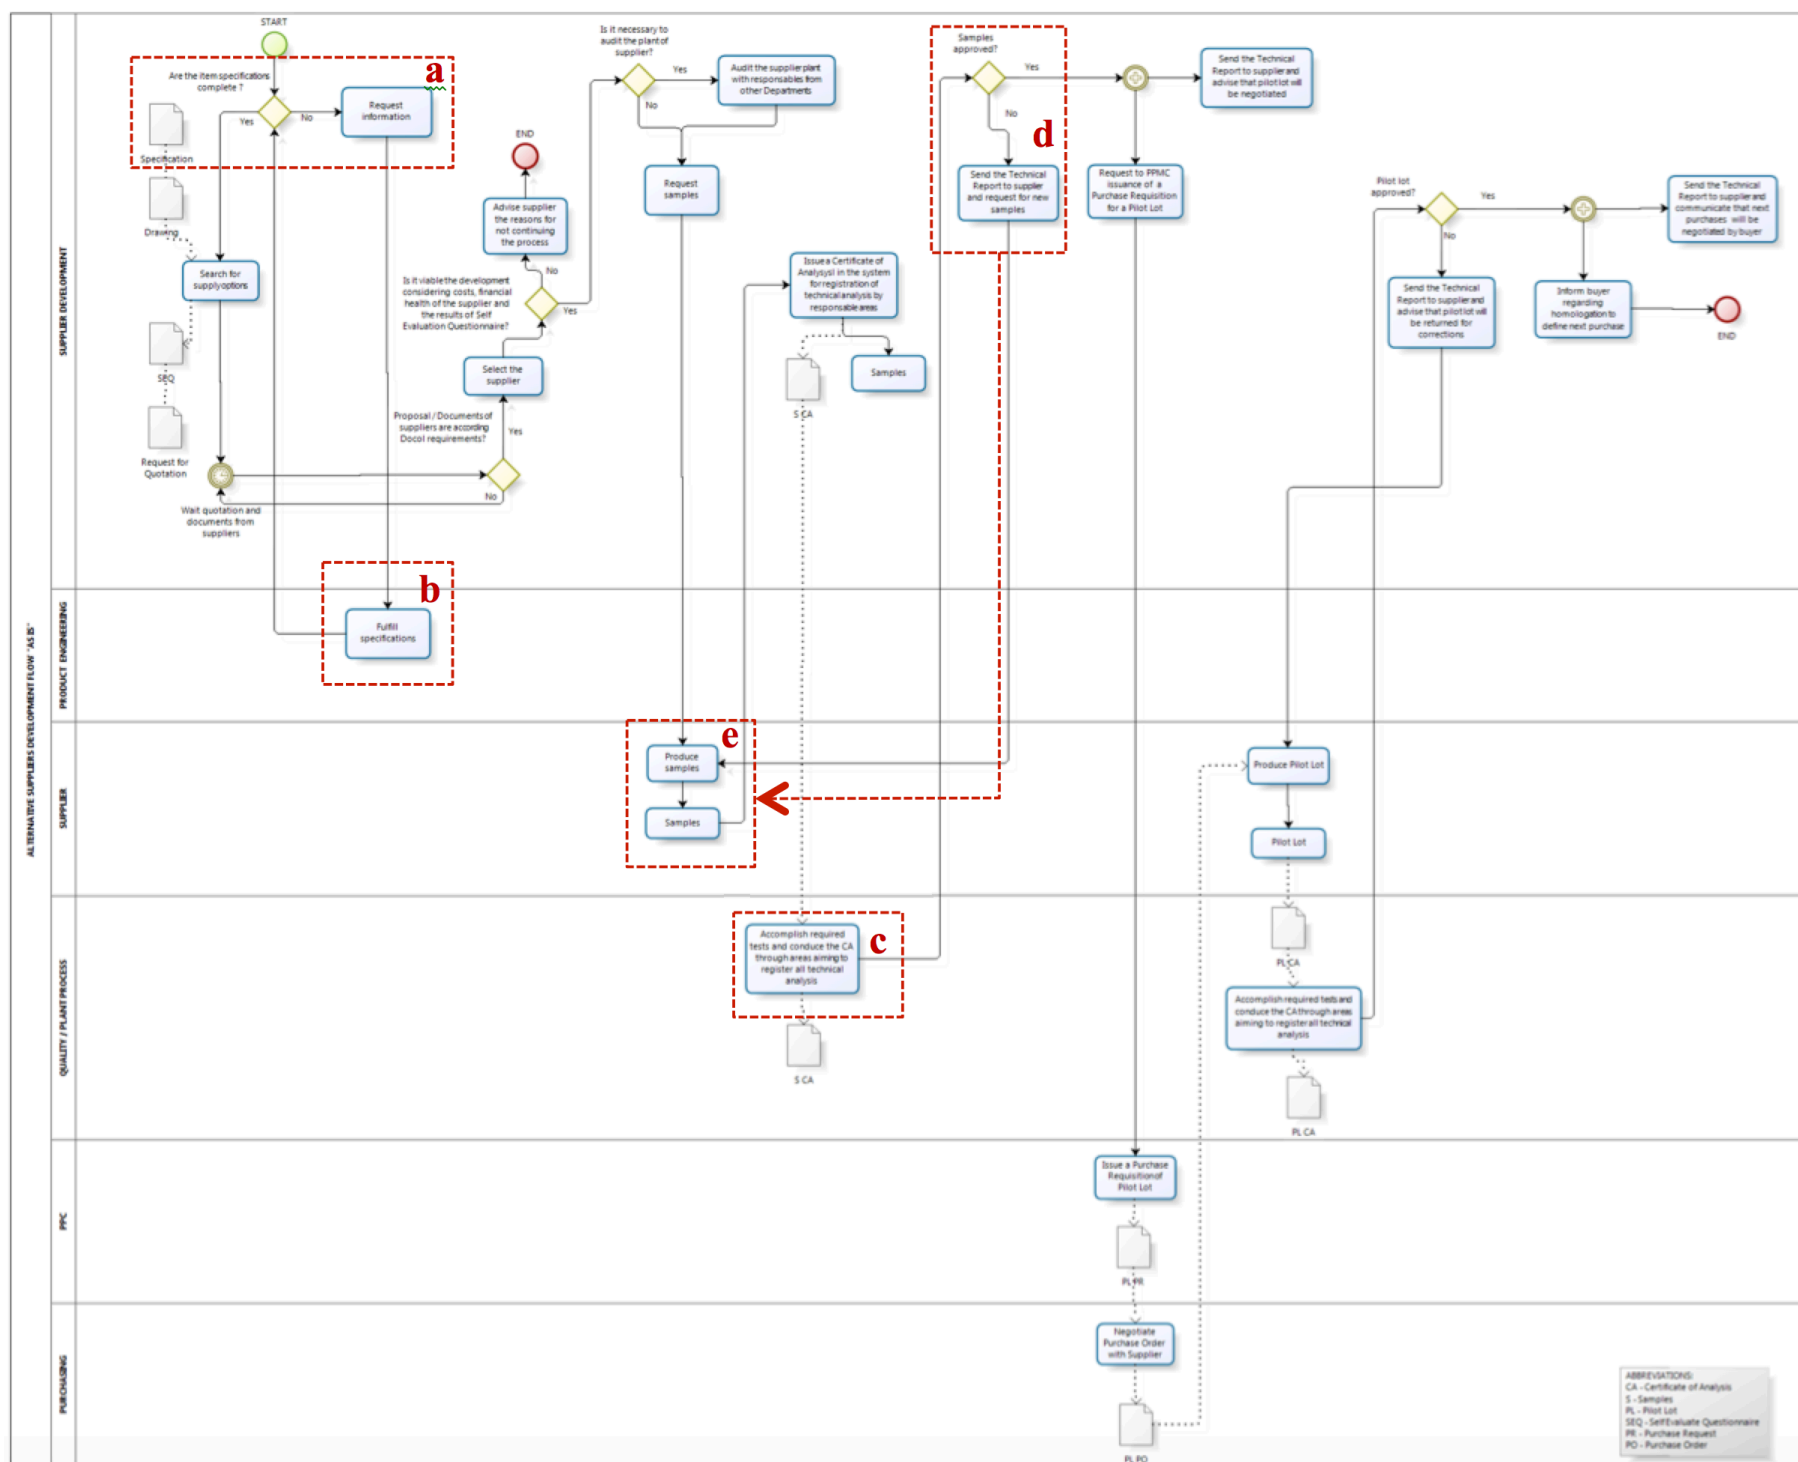 START
Are the item specifications
complete ?
a
Yes
No
Request
information
Specification
Drawing
Search for
supplyoptions
SEQ
Request for
Quotation
Wait quotation and
documents from
suppliers
END
Advise supplier
the reasons for
not continuing
the process
No
Is it viable the development
considering costs, financial
health of the supplier and
the results of Self
Evaluation Questionnaire?
Yes
Select the
supplier
Proposal / Documents of
suppliers are according
Docol requirements?
Yes
No
Is it necessary to
audit the plant of
supplier?
Yes
No
Audit the supplier plant
with responsables from
other Departments
Request
samples
Issue a Certificate of
Analysysl in the system
for registration of
technical analysis by
responsable areas
S CA
Samples
Samples
approved?
Yes
No
d
Send the Technical
Report to supplier
and request for new
samples
Send the Technical
Report to supplier and
advise that pilot lot will
be negotiated
Request to PPMC
issuance of a
Purchase Requisition
for a Pilot Lot
Pilot lot
approved?
Yes
No
Send the Technical
Report to supplier and
communicate that next
purchases will be
negotiated by buyer
Send the Technical
Report to supplier and
advise that pilot lot will
be returned for
corrections
Inform buyer
regarding
homologation to
define next purchase
END
SUPPLIER DEVELOPMENT
ALTERNATIVE SUPPLIERS DEVELOPMENT FLOW "AS IS"
PRODUCT ENGINEERING
b
Fulfill
specifications
SUPPLIER
e
Produce
samples
Samples
Produce Pilot Lot
Pilot Lot
QUALITY / PLANT PROCESS
c
Accomplish required
tests and conduce the CA
through areas aiming to
register all technical
analysis
S CA
PL CA
Accomplish required tests and
conduce the CA through areas
aiming to register all technical
analysis
PL CA
PPC
Issue a Purchase
Requisition of
Pilot Lot
PL PR
PURCHASING
Negotiate
Purchase Order
with Supplier
PL PO
ABBREVIATIONS:
CA - Certificate of Analysis
S - Samples
PL - Pilot Lot
SEQ - Self Evaluate Questionnaire
PR - Purchase Request
PO - Purchase Order